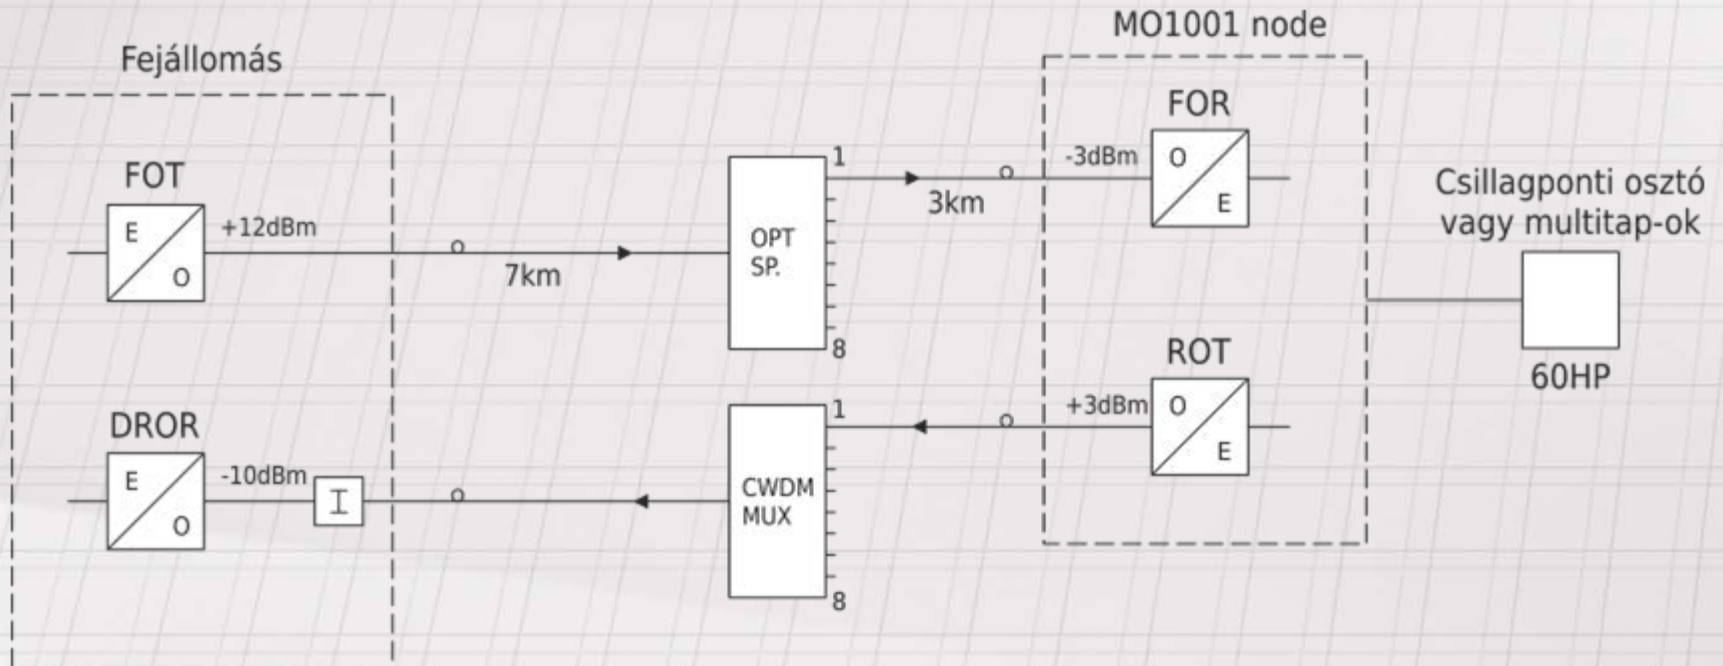 MO1001 node
Fejállomás
FOR
FOT
1
-3dBm
O
E
3km
Csillagponti osztó
vagy multitap-ok
+12dBm
E
O
7km
OPT
SP.
8
60HP
ROT
DROR
1
+3dBm
O
E
-10dBm
E
O
I
CWDM
MUX
8